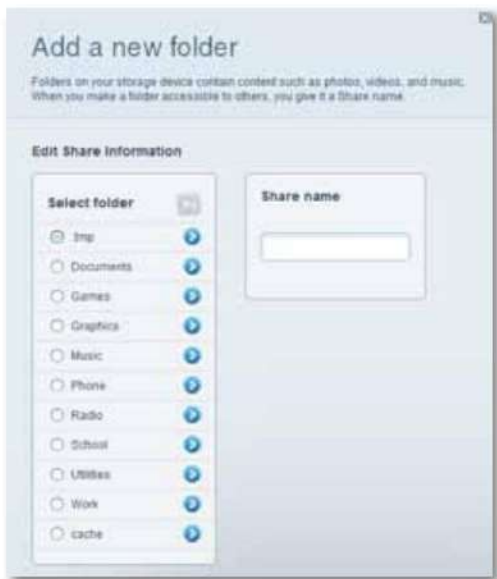 Add a new folder
Folders on your storage device contain content such as photos, videos, and music.
When you make a folder accessible to others, you give it a Share name.
Edit Share Information
Select folder
tmp
Documents
Games
Graphics
Music
Phone
Radio
School
Utilities
Work
cache
Share name